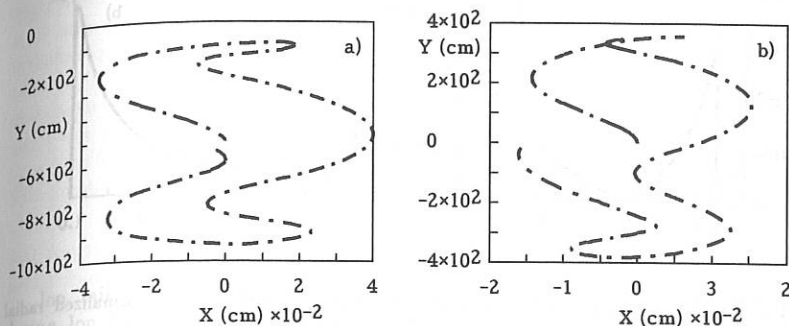 0
a)
-2×10²
Y (cm)
-6×10²
-8×10²
-10×10²
-4 -2 0 2 4
X (cm) ×10⁻²
4×10²
Y (cm)
b)
2×10²
0
-2×10²
-4×10²
-2 -1 0 3 2
X (cm) ×10⁻²